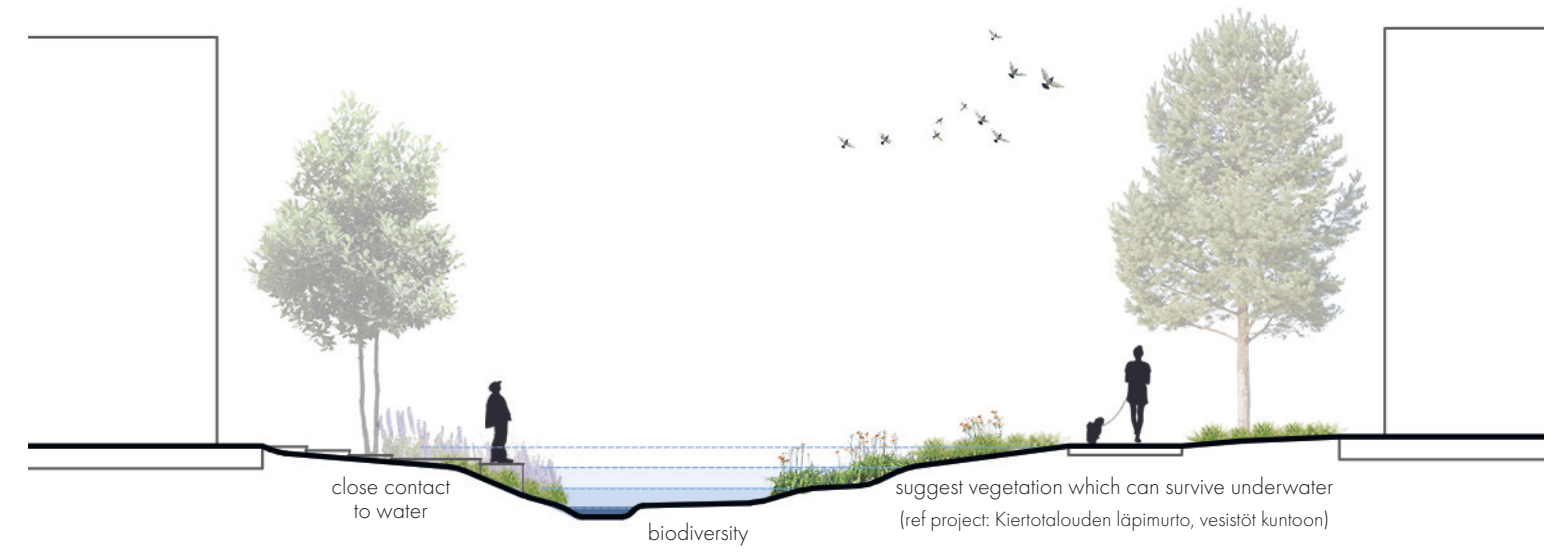 close contact
to water
biodiversity
suggest vegetation which can survive underwater
(ref project: Kiertotalouden läpimurto, vesistöt kuntoon)